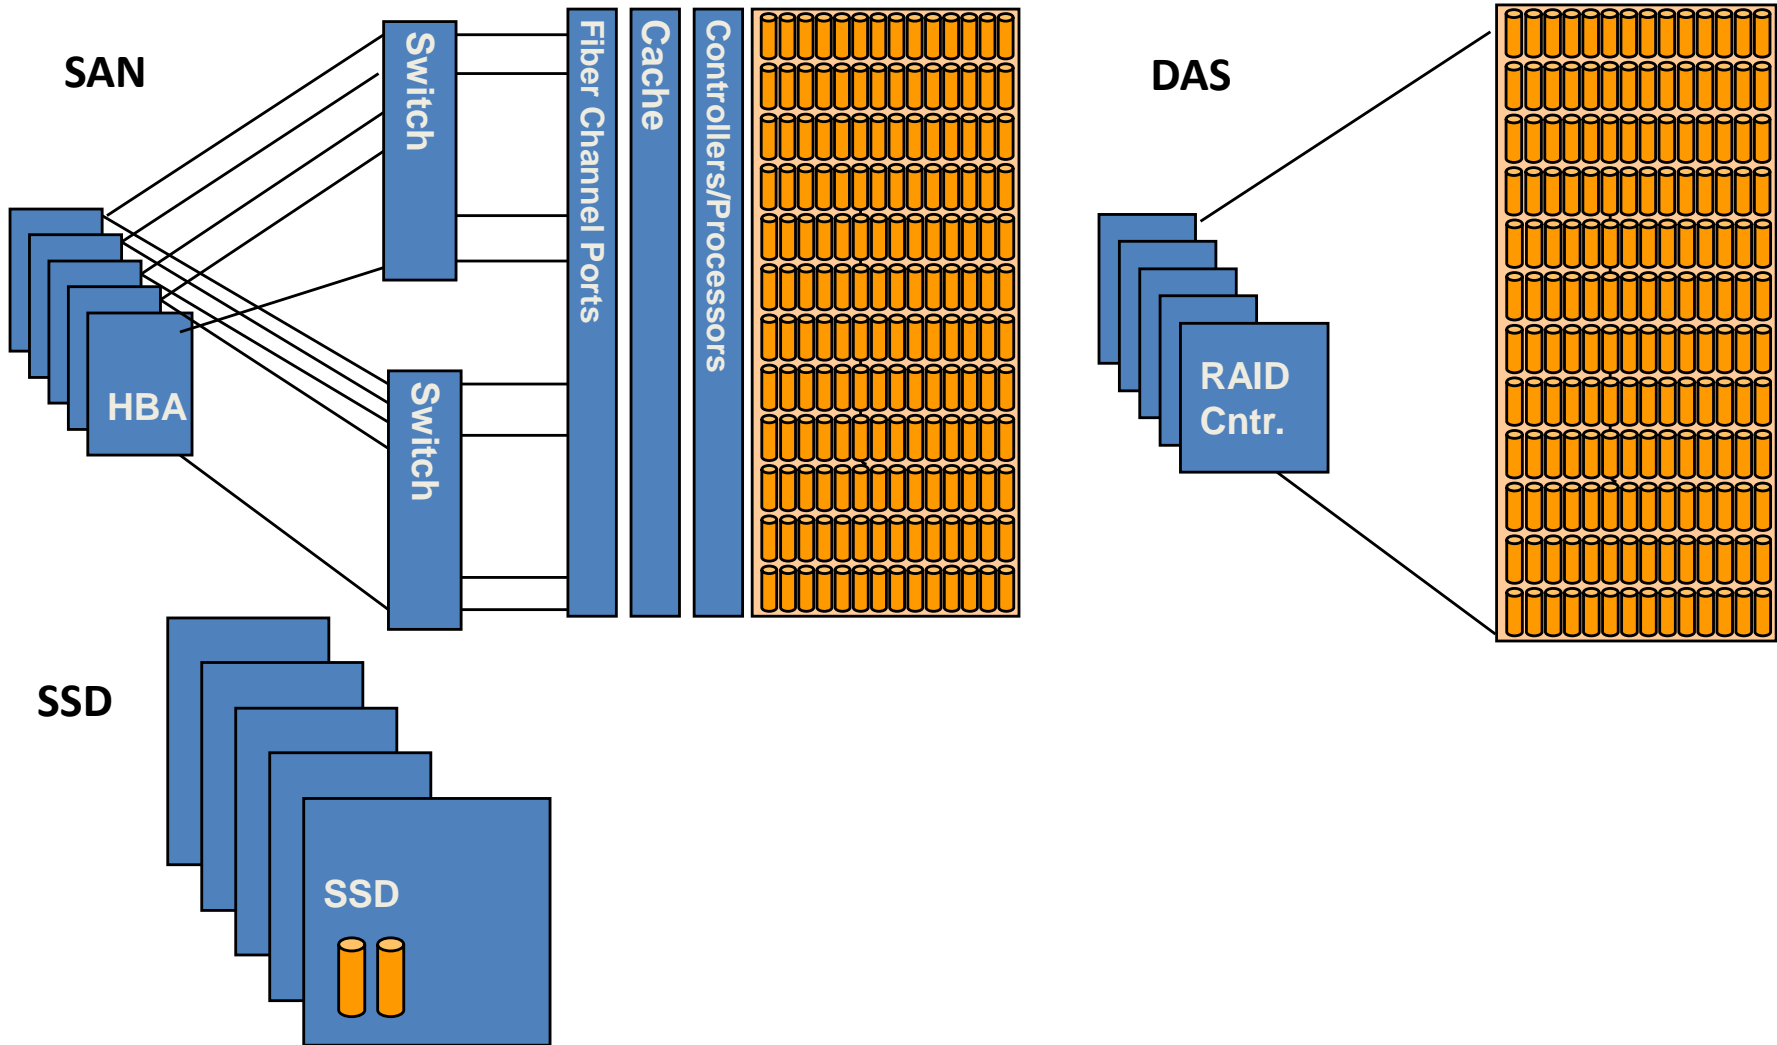 SAN
HBA
Switch
Switch
Fiber Channel Ports
Cache
Controllers/Processors
DAS
RAID
Cntr.
SSD
SSD